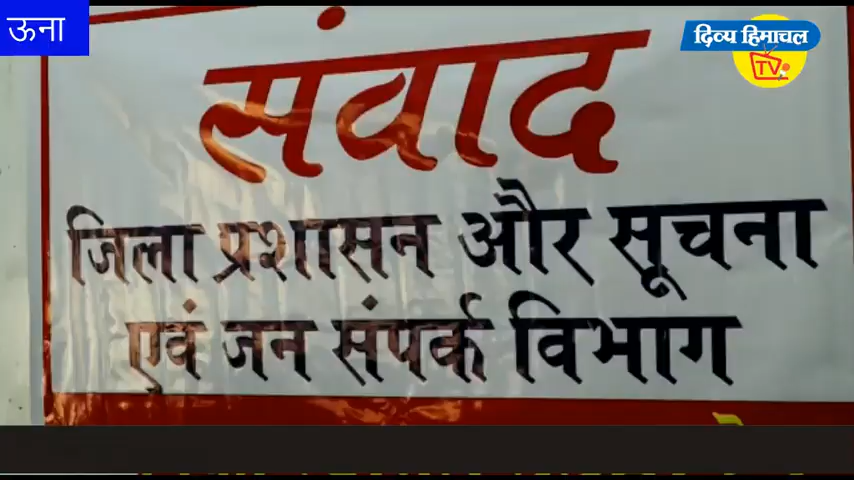 ऊना
दिव्य हिमाचल
TV
संवाद
जिला प्रशासन और सूचना
एवं जन संपर्क विभाग